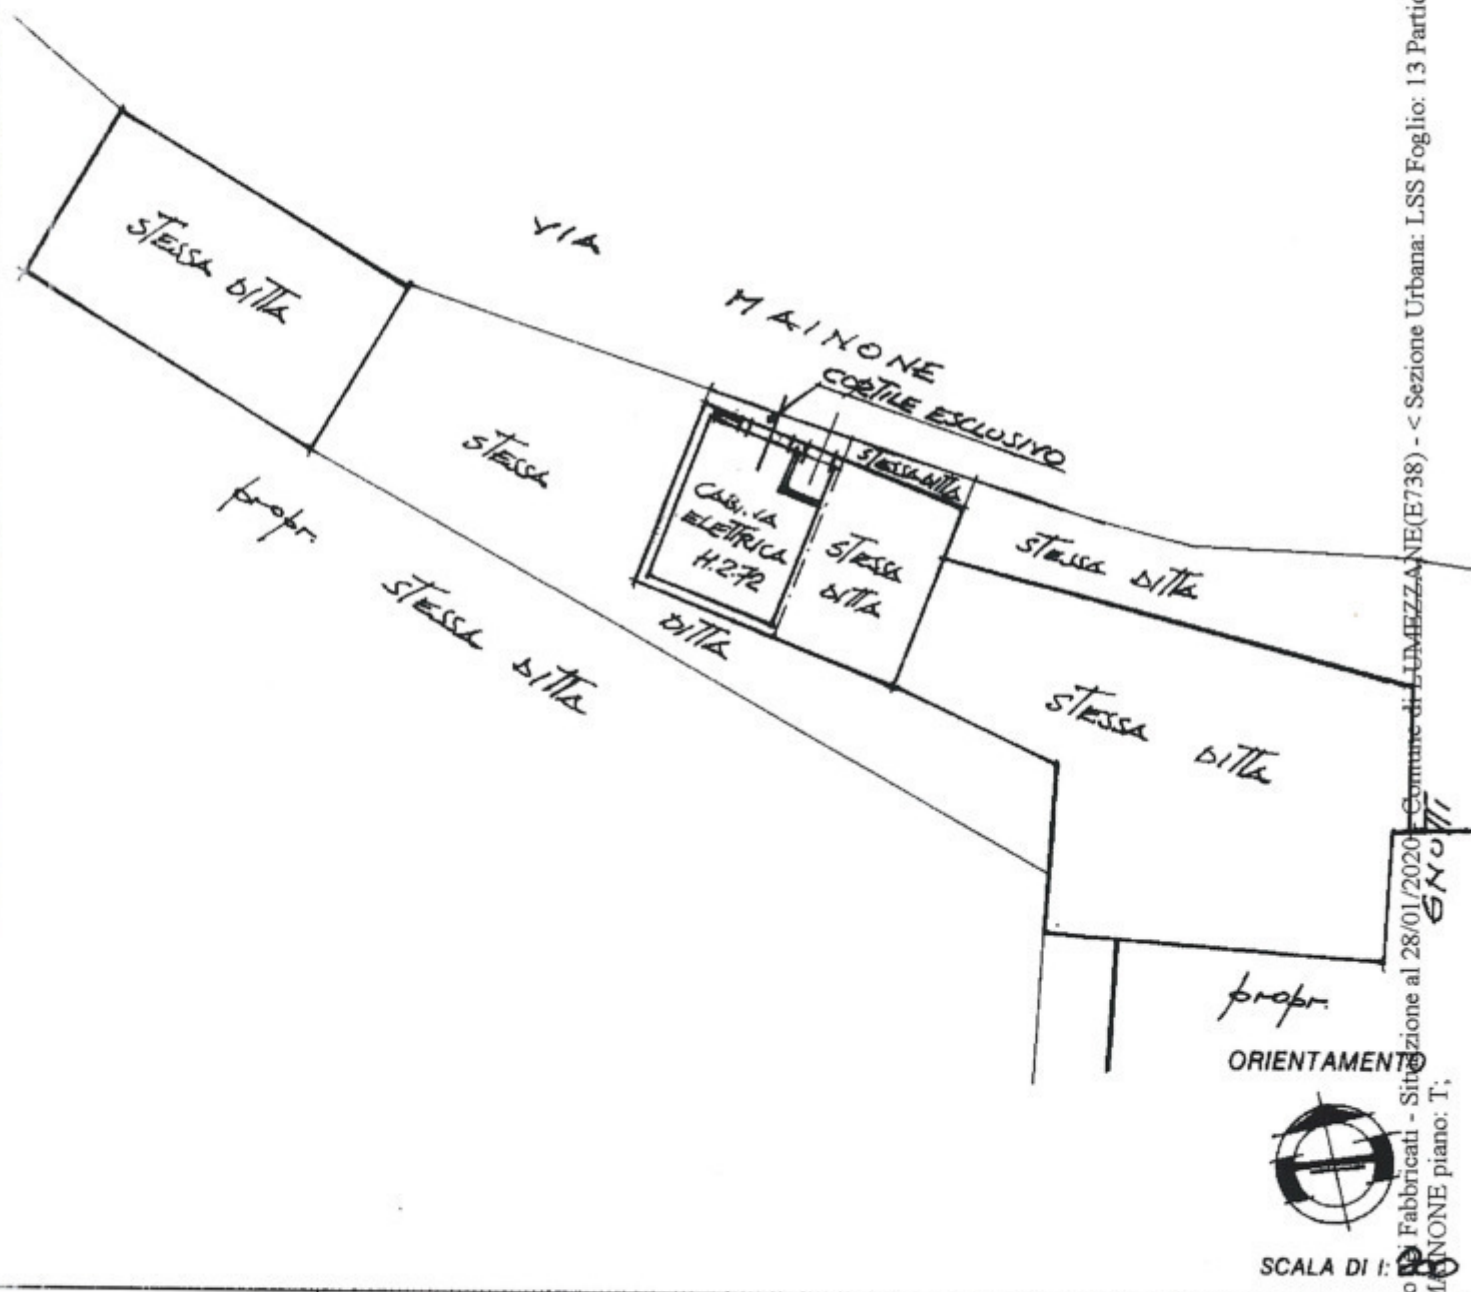 STESSA DITTA
VIA
MAINONE
CORTILE ESCLUSIVO
STESSA DITTA
STESSA
CABINA
ELETTRICA
H.2.72
STESSA
DITTA
STESSA DITTA
propr.
STESSA DITTA
DITTA
STESSA DITTA
GNUTTI
propr.
ORIENTAMENTO
SCALA DI 1:
Fabbricati - Situazione al 28/01/2020 - Comune di LUMEZZANE(E738) - < Sezione Urbana: LSS Foglio: 13
MAINONE piano: T;